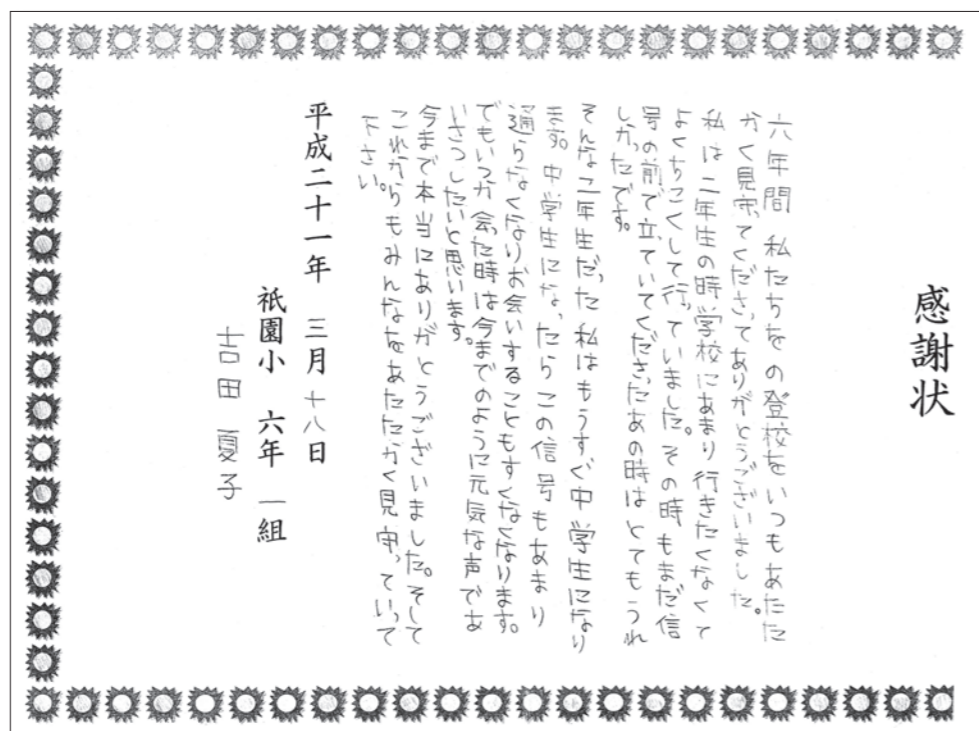 感謝状
六年間 私たちをの登校をいつもあたた
かく見守ってくださってありがとうございました。
私は二年生の時学校にあまり行きたくなくて
よくちこくして行っていました。その時もまだ信
号の前で立っていてくださったあの時はとてもうれ
しかったです。
そんな二年生だった私はもうすぐ中学生になり
ます。中学生になったらこの信号もあまり
通らなくなりお会いすることもすくなくなります。
でもいつか会った時は今までのように元気な声であ
いさつしたいと思います。
今まで本当にありがとうございました。そして
これからもみんなをあたたかく見守っていって
下さい。
平成二十一年 三月十八日
祇園小 六年 一組
吉田 夏子